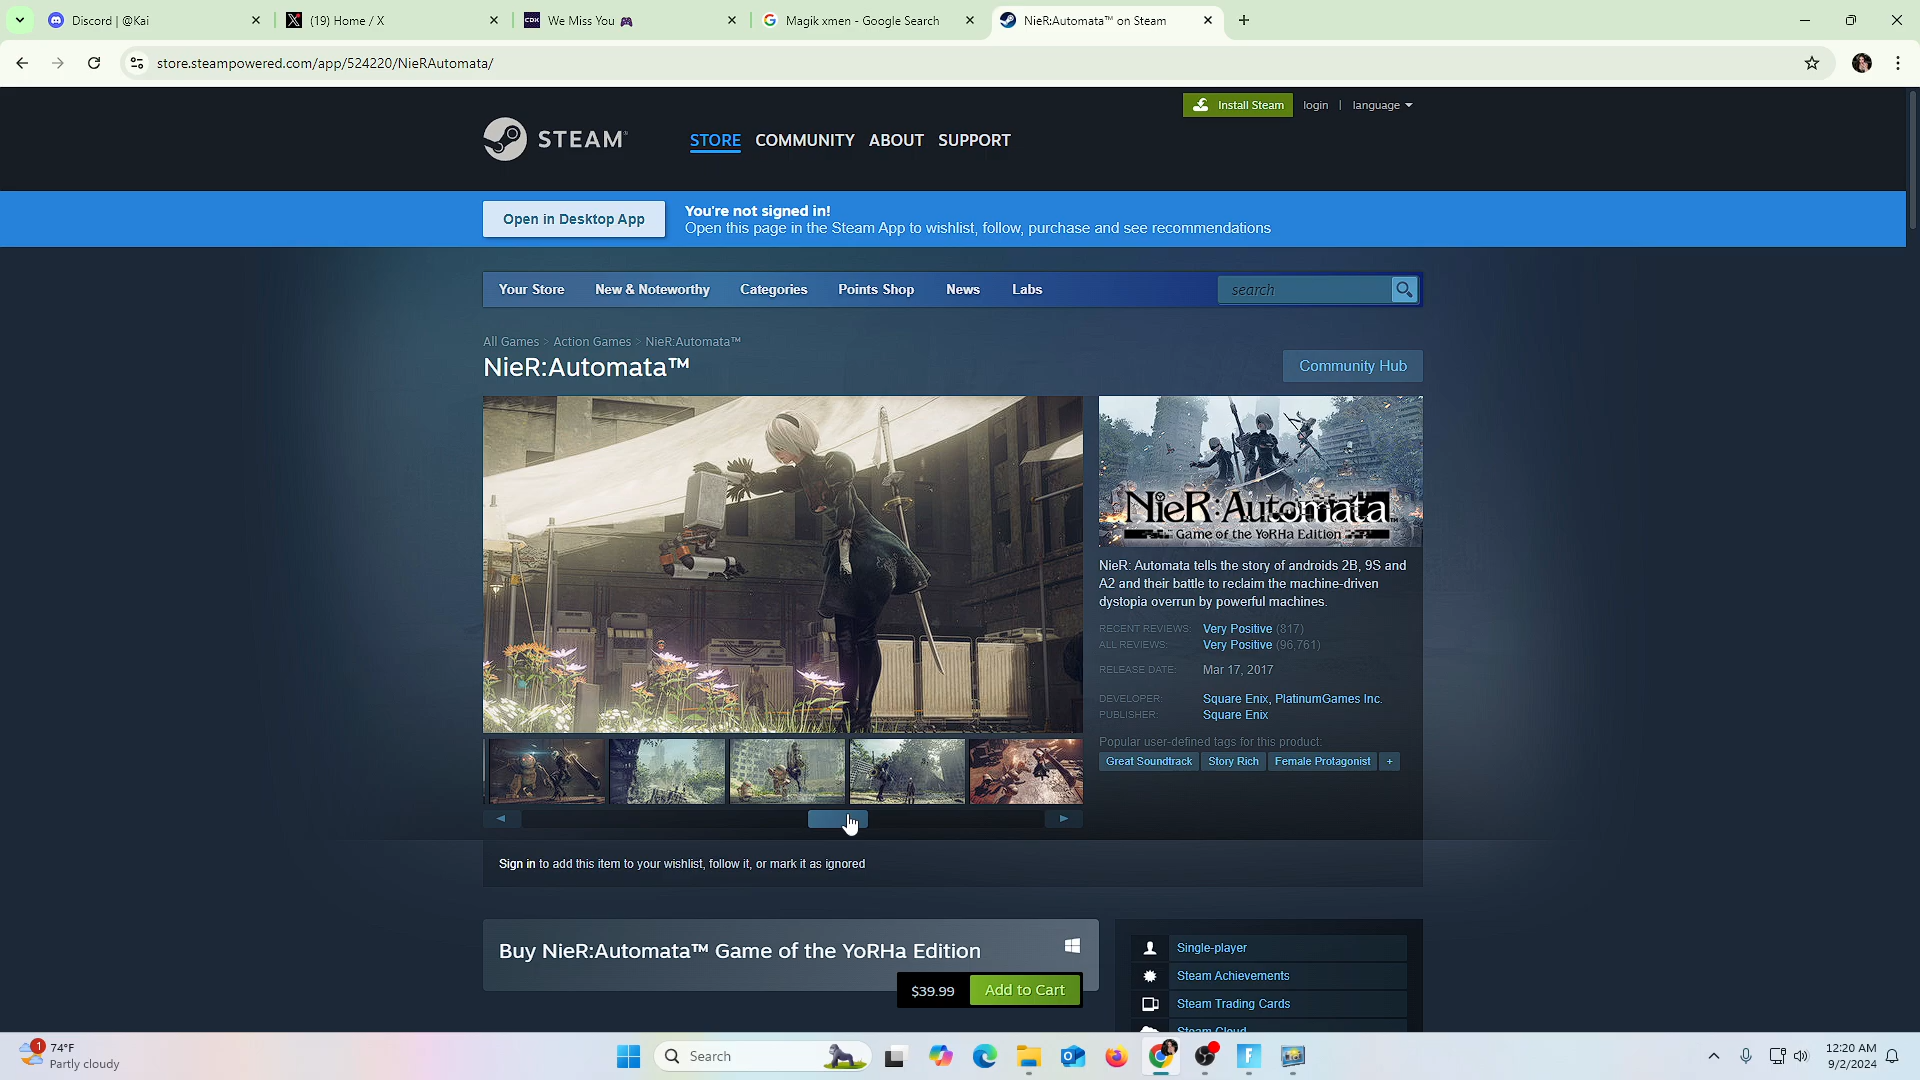 Discord | @Kai
(19) Home / X
CDK
We Miss You 🎮
Magik xmen - Google Search
NieR:Automata™ on Steam
store.steampowered.com/app/524220/NieRAutomata/
Install Steam
login | language
STEAM
STORE COMMUNITY ABOUT SUPPORT
Open in Desktop App
You're not signed in!
Open this page in the Steam App to wishlist, follow, purchase and see recommendations
Your Store New & Noteworthy Categories Points Shop News Labs
search
All Games > Action Games > NieR:Automata™
NieR:Automata™
Community Hub
NieR:Automata™
Game of the YoRHa Edition
NieR: Automata tells the story of androids 2B, 9S and
A2 and their battle to reclaim the machine-driven
dystopia overrun by powerful machines.
RECENT REVIEWS: Very Positive (817)
ALL REVIEWS: Very Positive (96,761)
RELEASE DATE: Mar 17, 2017
DEVELOPER: Square Enix, PlatinumGames Inc.
PUBLISHER: Square Enix
Popular user-defined tags for this product:
Great Soundtrack Story Rich Female Protagonist +
Sign in to add this item to your wishlist, follow it, or mark it as ignored
Buy NieR:Automata™ Game of the YoRHa Edition
$39.99 Add to Cart
Single-player
Steam Achievements
Steam Trading Cards
Steam Cloud
1
74°F
Partly cloudy
Search
12:20 AM
9/2/2024